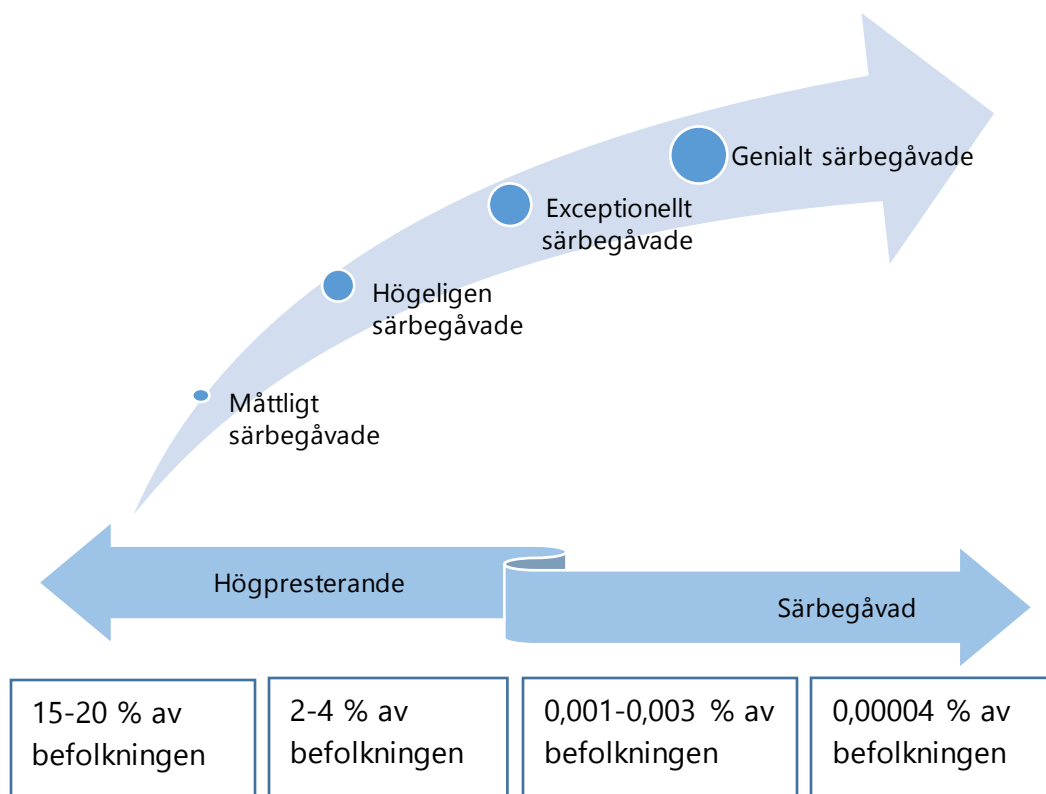 Genialt särbegåvade
Exceptionellt
särbegåvade
Högeligen
särbegåvade
Måttligt
särbegåvade
Högpresterande
Särbegåvad
15-20 % av
befolkningen
2-4 % av
befolkningen
0,001-0,003 % av
befolkningen
0,00004 % av
befolkningen